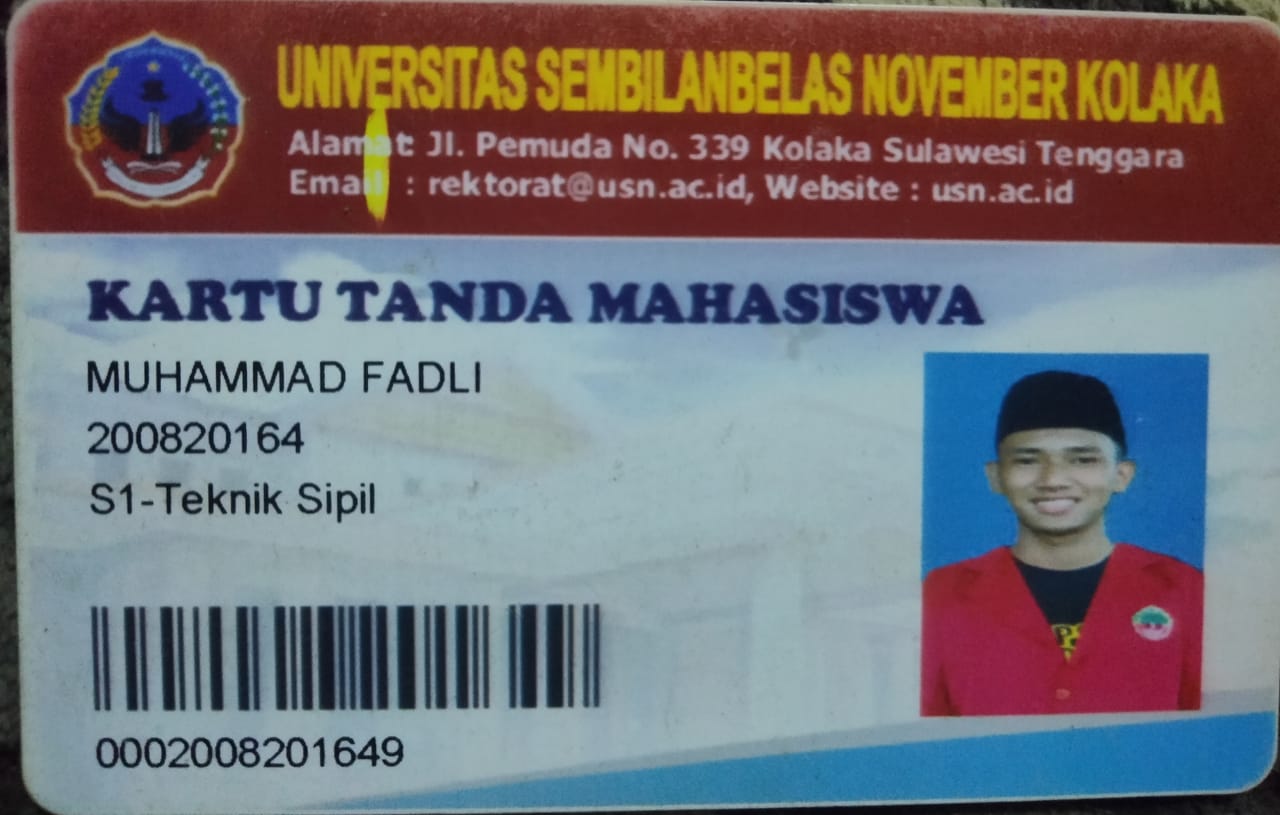 UNIVERSITAS SEMBILANBELAS NOVEMBER KOLAKA
Alamat: Jl. Pemuda No. 339 Kolaka Sulawesi Tenggara
Email : rektorat@usn.ac.id, Website : usn.ac.id
KARTU TANDA MAHASISWA
MUHAMMAD FADLI
200820164
S1-Teknik Sipil
0002008201649